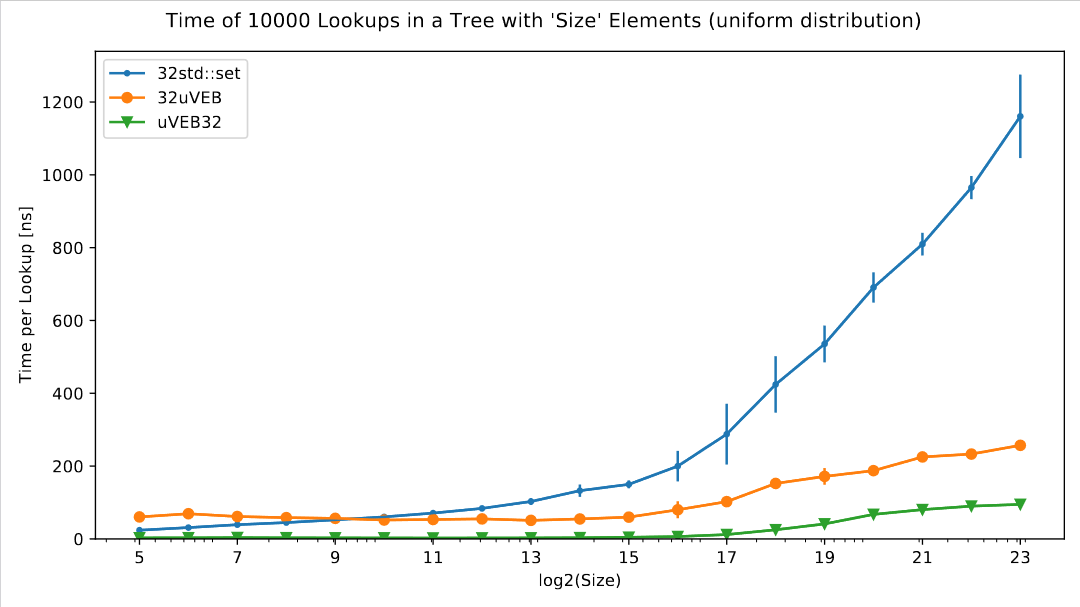 Time of 10000 Lookups in a Tree with 'Size' Elements (uniform distribution)
32std::set
32uVEB
uVEB32
Time per Lookup [ns]
1200
1000
800
600
400
200
0
5 7 9 11 13 15 17 19 21 23
log2(Size)